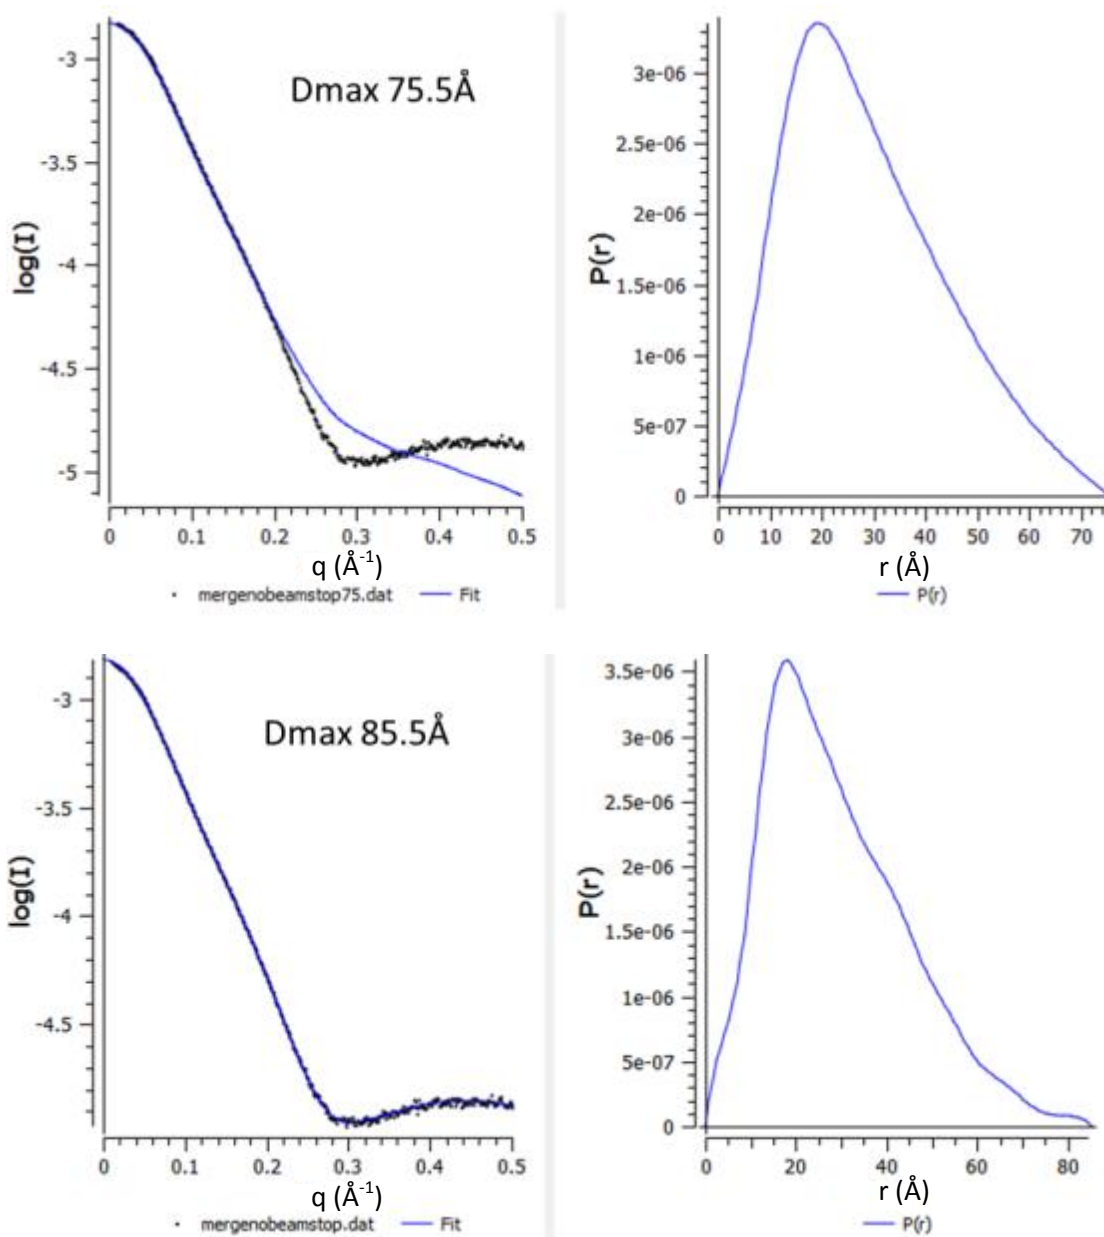 Dmax 75.5Å
log(I)
-3
-3.5
-4
-4.5
-5
0 0.1 0.2 0.3 0.4 0.5
q (Å-1)
mergenobeamstop75.dat Fit
P(r)
3e-06
2.5e-06
2e-06
1.5e-06
1e-06
5e-07
0
0 10 20 30 40 50 60 70
r (Å)
P(r)
Dmax 85.5Å
log(I)
-3
-3.5
-4
-4.5
0 0.1 0.2 0.3 0.4 0.5
q (Å-1)
mergenobeamstop.dat Fit
P(r)
3.5e-06
3e-06
2.5e-06
2e-06
1.5e-06
1e-06
5e-07
0
0 20 40 60 80
r (Å)
P(r)